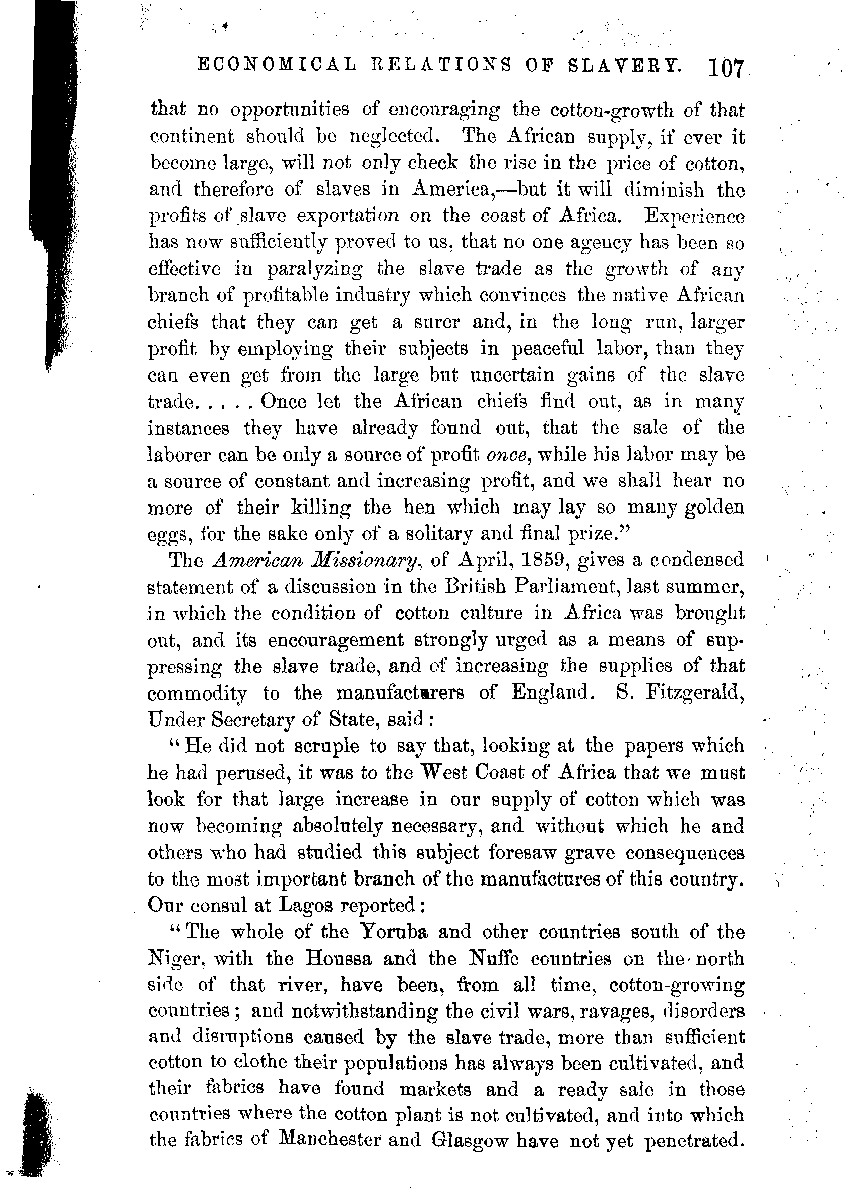 ECONOMICAL RELATIONS OF SLAVERY. 107
that no opportunities of encouraging the cotton-growth of that
continent should be neglected. The African supply, if ever it
become large, will not only check the rise in the price of cotton,
and therefore of slaves in America,—but it will diminish the
profits of slave exportation on the coast of Africa. Experience
has now sufficiently proved to us, that no one agency has been so
effective in paralyzing the slave trade as the growth of any
branch of profitable industry which convinces the native African
chiefs that they can get a surer and, in the long run, larger
profit by employing their subjects in peaceful labor, than they
can even get from the large but uncertain gains of the slave
trade. . . . . Once let the African chiefs find out, as in many
instances they have already found out, that the sale of the
laborer can be only a source of profit once, while his labor may be
a source of constant and increasing profit, and we shall hear no
more of their killing the hen which may lay so many golden
eggs, for the sake only of a solitary and final prize.”
The American Missionary, of April, 1859, gives a condensed
statement of a discussion in the British Parliament, last summer,
in which the condition of cotton culture in Africa was brought
out, and its encouragement strongly urged as a means of sup-
pressing the slave trade, and of increasing the supplies of that
commodity to the manufacturers of England. S. Fitzgerald,
Under Secretary of State, said :
“He did not scruple to say that, looking at the papers which
he had perused, it was to the West Coast of Africa that we must
look for that large increase in our supply of cotton which was
now becoming absolutely necessary, and without which he and
others who had studied this subject foresaw grave consequences
to the most important branch of the manufactures of this country.
Our consul at Lagos reported :
“The whole of the Yoruba and other countries south of the
Niger, with the Houssa and the Nuffe countries on the north
side of that river, have been, from all time, cotton-growing
countries ; and notwithstanding the civil wars, ravages, disorders
and disruptions caused by the slave trade, more than sufficient
cotton to clothe their populations has always been cultivated, and
their fabrics have found markets and a ready sale in those
countries where the cotton plant is not cultivated, and into which
the fabrics of Manchester and Glasgow have not yet penetrated.